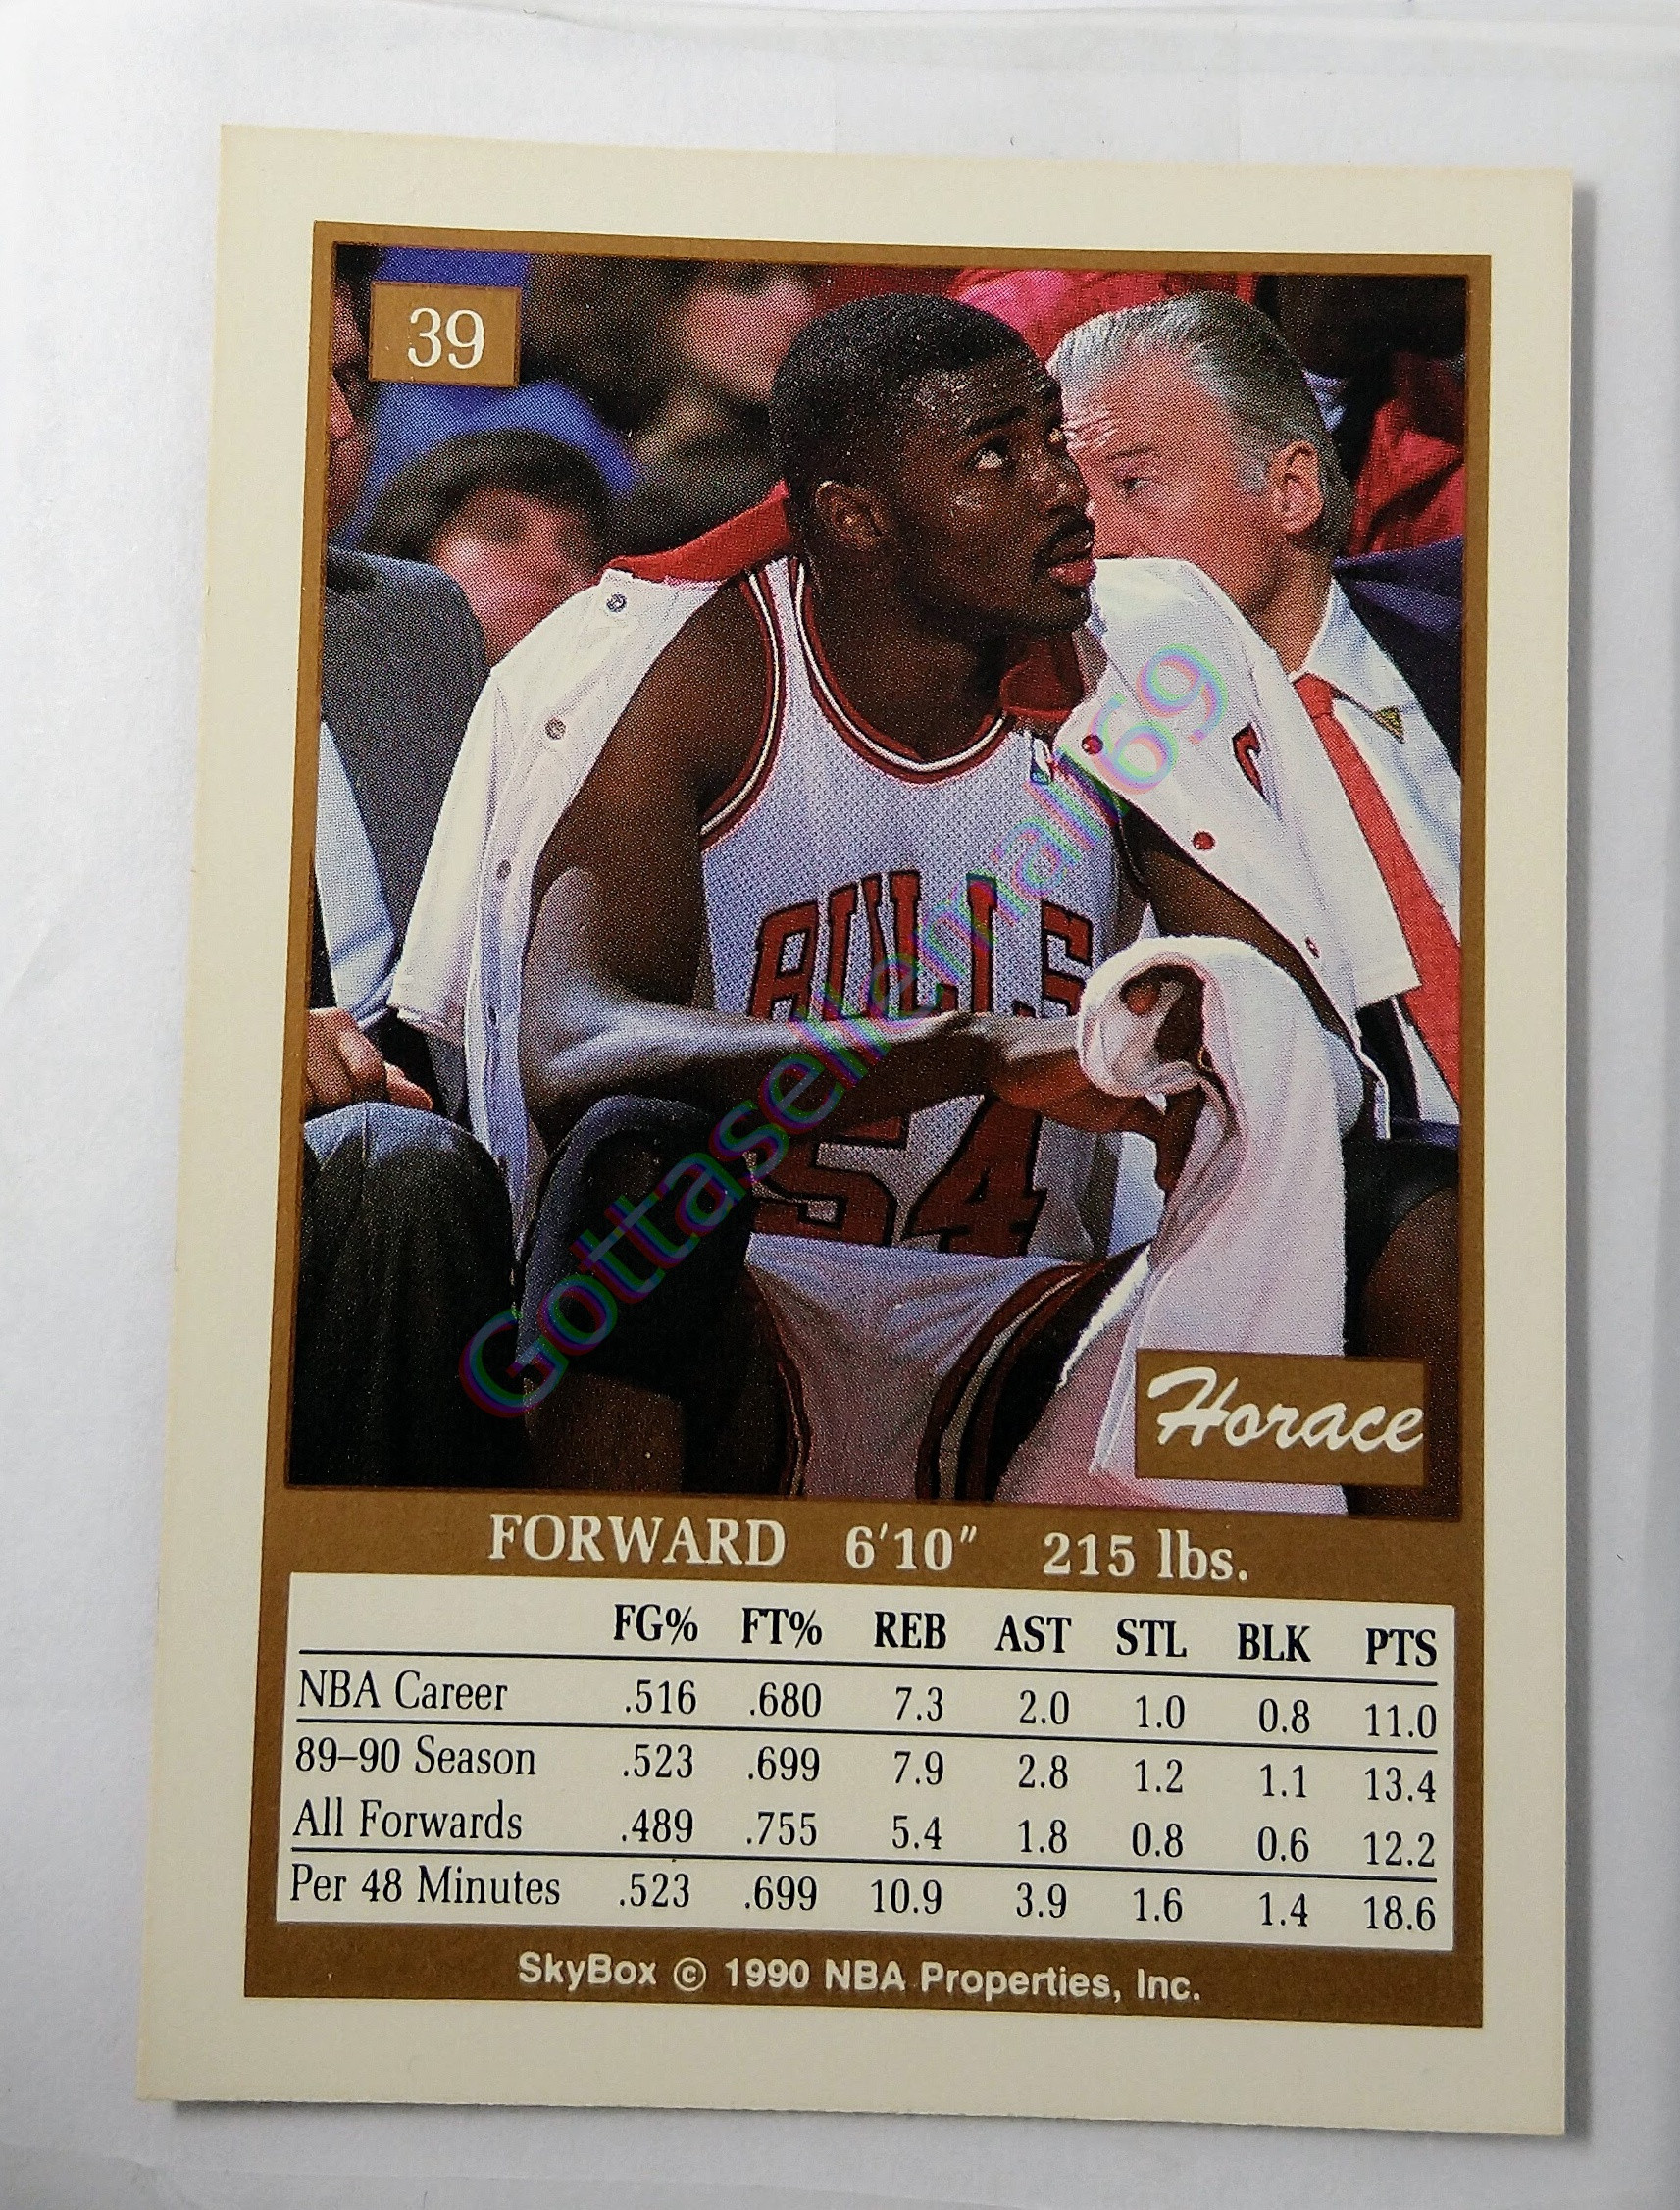 39
BULLS
54
Gottasellemall69
Horace
FORWARD 6'10" 215 lbs.
FG% FT% REB AST STL BLK PTS
NBA Career .516 .680 7.3 2.0 1.0 0.8 11.0
89–90 Season .523 .699 7.9 2.8 1.2 1.1 13.4
All Forwards .489 .755 5.4 1.8 0.8 0.6 12.2
Per 48 Minutes .523 .699 10.9 3.9 1.6 1.4 18.6
SkyBox © 1990 NBA Properties, Inc.